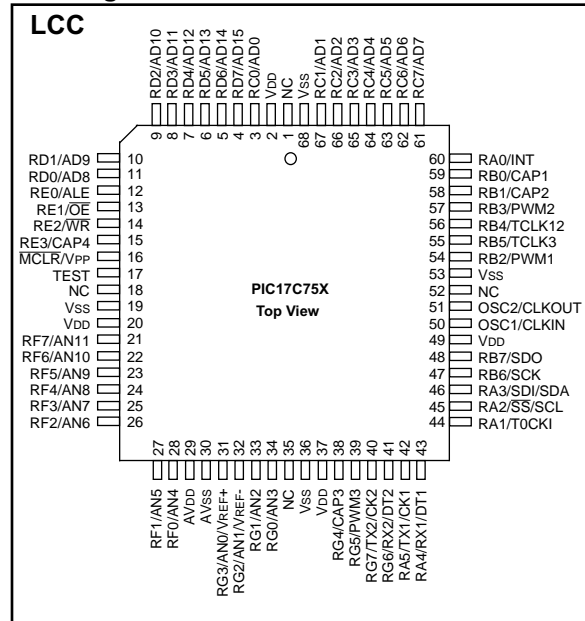 LCC
RD2/AD10
RD3/AD11
RD4/AD12
RD5/AD13
RD6/AD14
RD7/AD15
RC0/AD0
VDD
NC
VSS
RC1/AD1
RC2/AD2
RC3/AD3
RC4/AD4
RC5/AD5
RC6/AD6
RC7/AD7
9 8 7 6 5 4 3 2 1 68 67 66 65 64 63 62 61
RD1/AD9 10
RD0/AD8 11
RE0/ALE 12
RE1/OE 13
RE2/WR 14
RE3/CAP4 15
MCLR/VPP 16
TEST 17
NC 18
VSS 19
VDD 20
RF7/AN11 21
RF6/AN10 22
RF5/AN9 23
RF4/AN8 24
RF3/AN7 25
RF2/AN6 26
PIC17C75X
Top View
60 RA0/INT
59 RB0/CAP1
58 RB1/CAP2
57 RB3/PWM2
56 RB4/TCLK12
55 RB5/TCLK3
54 RB2/PWM1
53 VSS
52 NC
51 OSC2/CLKOUT
50 OSC1/CLKIN
49 VDD
48 RB7/SDO
47 RB6/SCK
46 RA3/SDI/SDA
45 RA2/SS/SCL
44 RA1/T0CKI
27 28 29 30 31 32 33 34 35 36 37 38 39 40 41 42 43
RF1/AN5
RF0/AN4
AVDD
AVSS
RG3/AN0/VREF+
RG2/AN1/VREF-
RG1/AN2
RG0/AN3
NC
VSS
VDD
RG4/CAP3
RG5/PWM3
RG7/TX2/CK2
RG6/RX2/DT2
RA5/TX1/CK1
RA4/RX1/DT1